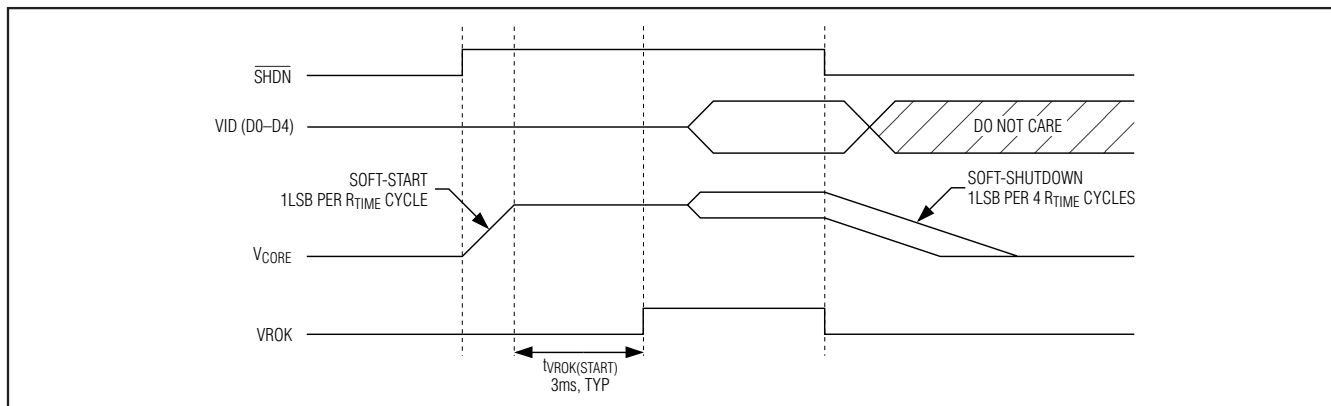 SHDN
VID (D0–D4)
DO NOT CARE
SOFT-START
1LSB PER RTIME CYCLE
SOFT-SHUTDOWN
1LSB PER 4 RTIME CYCLES
VCORE
VROK
tVROK(START)
3ms, TYP